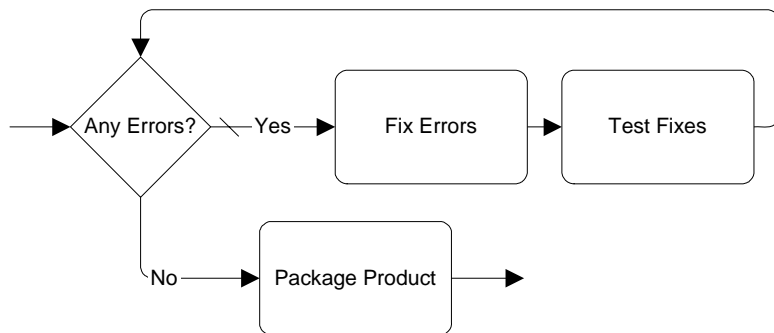 Any Errors?
Yes
Fix Errors
Test Fixes
No
Package Product